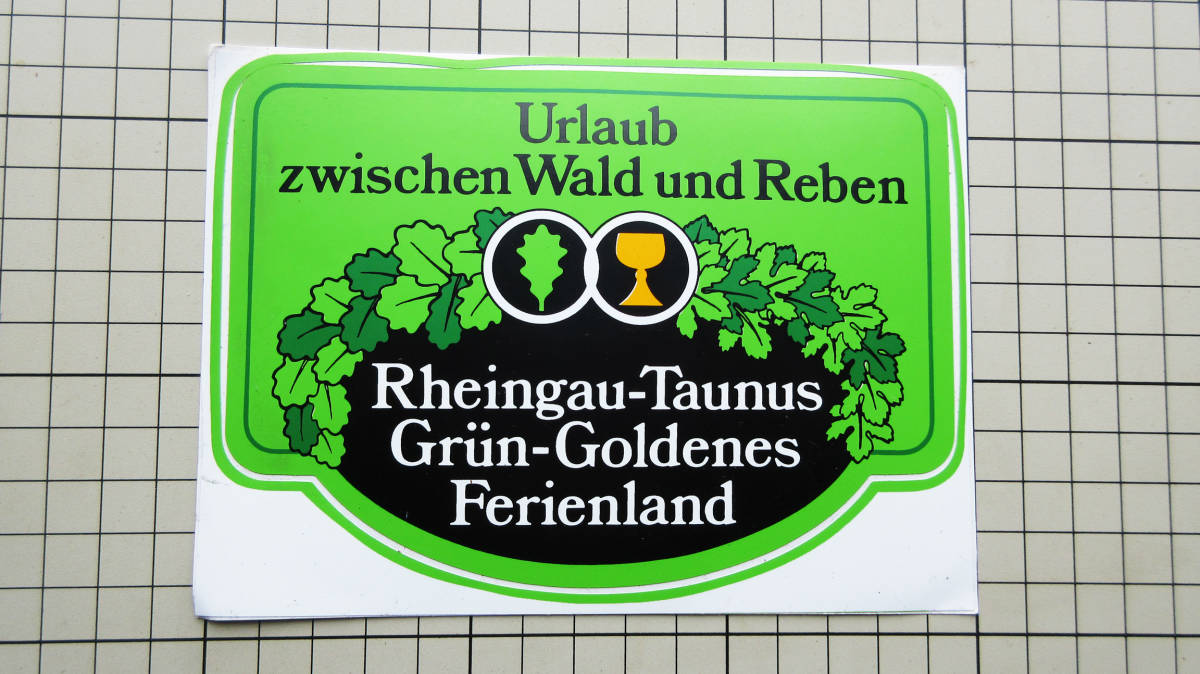 Urlaub
zwischen Wald und Reben
Rheingau-Taunus
Grün-Goldenes
Ferienland